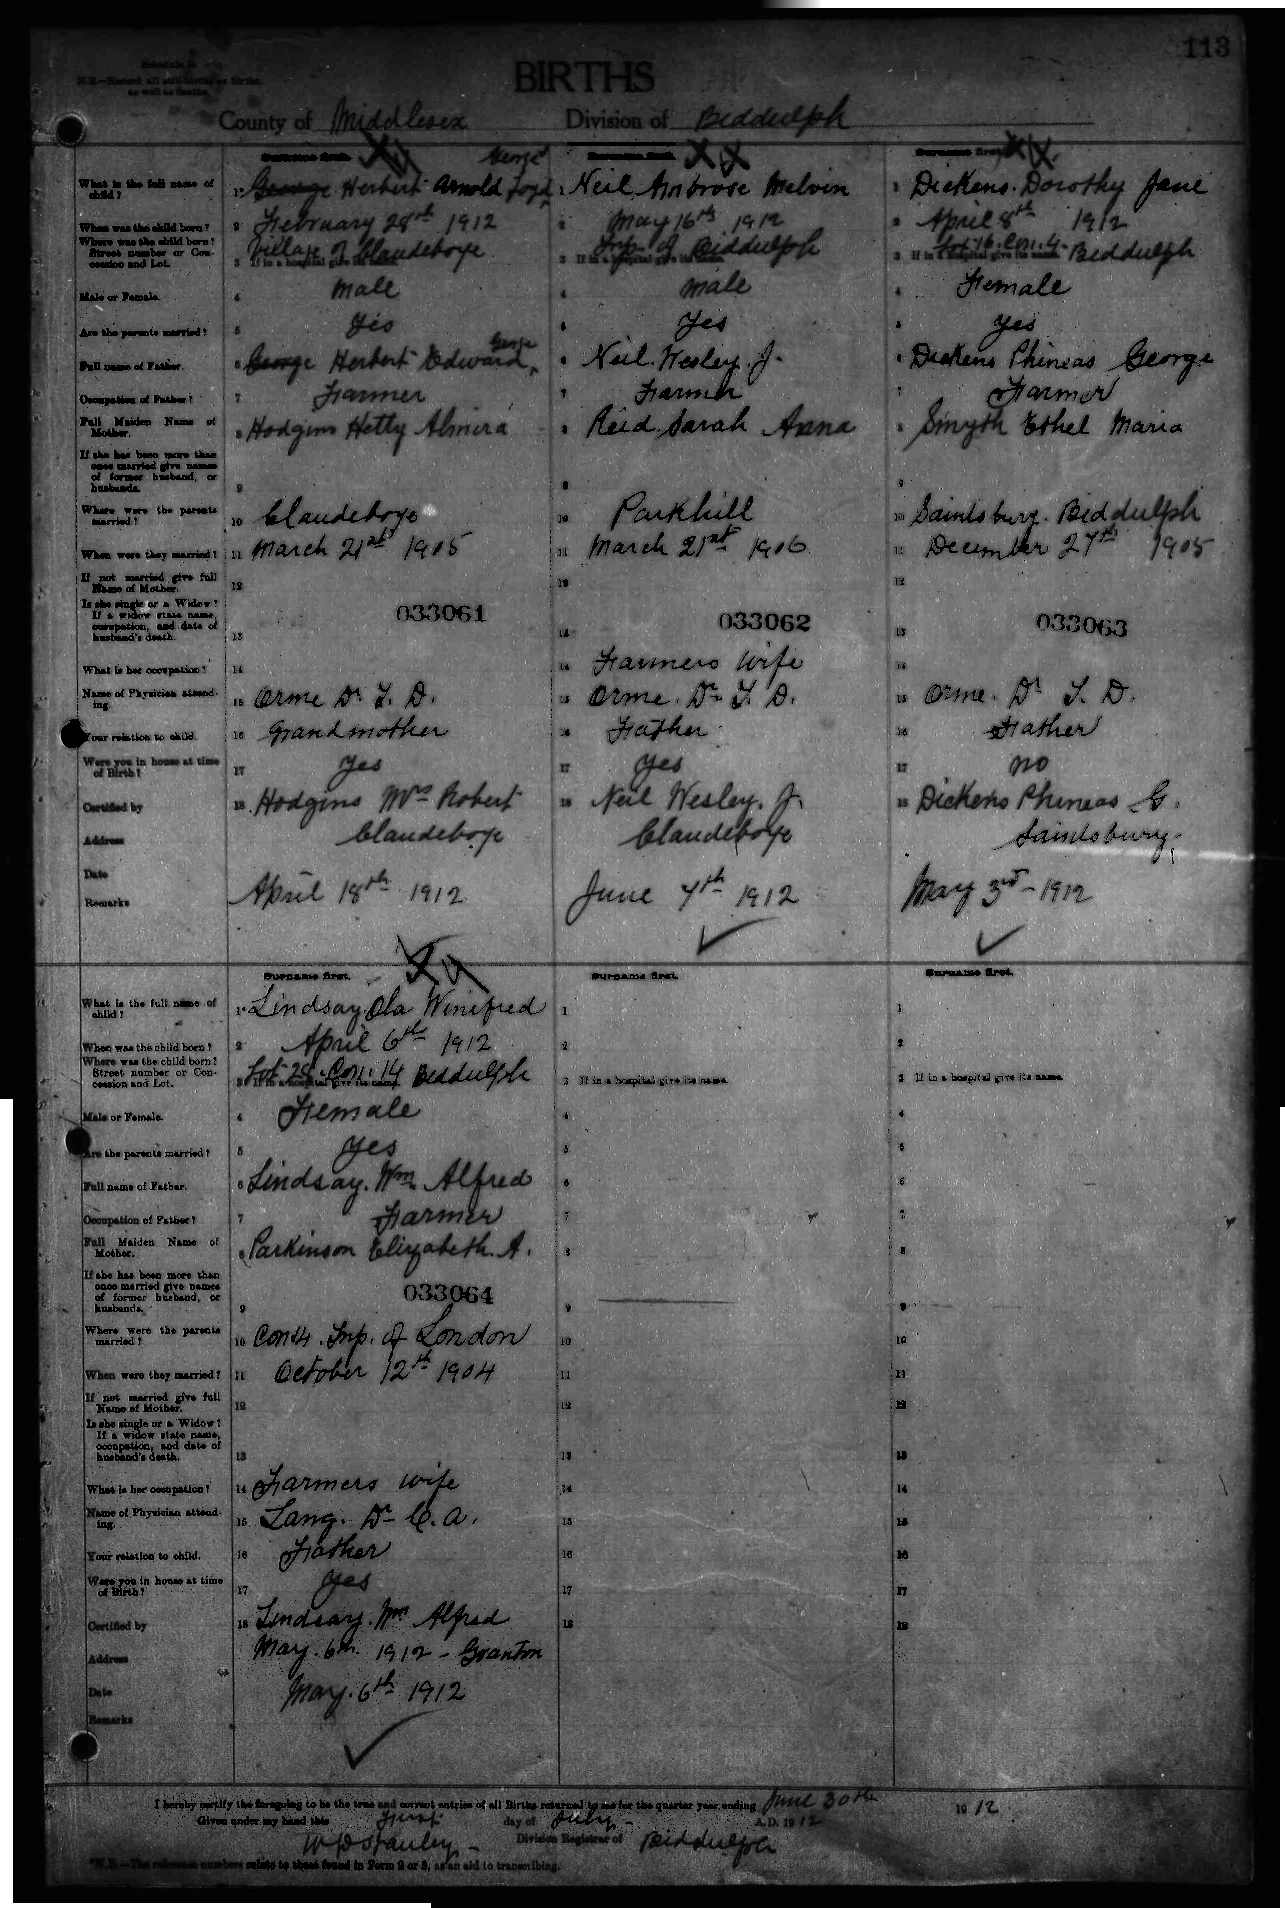 113
Schedule A
N.B.—Record all still-births as Births, as well as Deaths.
BIRTHS
County of Middlesex Division of Biddulph
Surname first.
What is the full name of child? 1 George Herbert Arnold Loyd George
When was the child born? 2 February 28th 1912
Where was the child born? Street number or Concession and Lot. 3 If in a hospital give its name. Village of Clandeboye
Male or Female. 4 Male
Are the parents married? 5 Yes
Full name of Father. 6 George Herbert Edward George
Occupation of Father? 7 Farmer
Full Maiden Name of Mother. 8 Hodgins Hetty Almira
If she has been more than once married give names of former husband, or husbands. 9
Where were the parents married? 10 Clandeboye
When were they married? 11 March 21st 1905
If not married give full Name of Mother. 12
Is she single or a Widow? If a widow state name, occupation, and date of husband's death. 13
033061
What is her occupation? 14
Name of Physician attending. 15 Orme Dr T. D.
Your relation to child. 16 Grandmother
Were you in house at time of Birth? 17 Yes
Certified by 18 Hodgins Mrs Robert
Address Clandeboye
Date April 18th 1912
Remarks
Surname first.
1 Neil Ambrose Melvin
2 May 16th 1912
3 If in a hospital give its name. Twp. of Biddulph
4 Male
5 Yes
6 Neil Wesley J.
7 Farmer
8 Reid Sarah Anna
9
10 Parkhill
11 March 21st 1906
12
033062
13
14 Farmers Wife
15 Orme. Dr T. D.
16 Father
17 Yes
18 Neil Wesley. J.
Clandeboye
June 7th 1912
Surname first.
1 Dickens. Dorothy Jane
2 April 8th 1912
3 If in a hospital give its name. Lot 16. Con. 4. Biddulph
4 Female
5 Yes
6 Dickens Phineas George
7 Farmer
8 Smyth Ethel Maria
9
10 Saintsbury. Biddulph
11 December 27th 1905
12
033063
13
14
15 Orme. Dr T. D.
16 Father
17 No
18 Dickens Phineas G.
Saintsbury.
May 3rd - 1912
Surname first.
What is the full name of child? 1 Lindsay Ola Winifred
When was the child born? 2 April 6th 1912
Where was the child born? Street number or Concession and Lot. 3 If in a hospital give its name. Lot 28. Con. 14 Biddulph
Male or Female. 4 Female
Are the parents married? 5 Yes
Full name of Father. 6 Lindsay. Wm. Alfred
Occupation of Father? 7 Farmer
Full Maiden Name of Mother. 8 Parkinson Elizabeth. A.
If she has been more than once married give names of former husband, or husbands. 9
033064
Where were the parents married? 10 Con 14. Twp. of London
When were they married? 11 October 12th 1904
If not married give full Name of Mother. 12
Is she single or a Widow? If a widow state name, occupation, and date of husband's death. 13
What is her occupation? 14 Farmers Wife
Name of Physician attending. 15 Lang. Dr C. A.
Your relation to child. 16 Father
Were you in house at time of Birth? 17 Yes
Certified by 18 Lindsay. Wm Alfred
Address May. 6th. 1912 - Granton
Date May. 6th 1912
Remarks
Surname first.
1
2
3 If in a hospital give its name.
4
5
6
7
8
9
10
11
12
13
14
15
16
17
18
Surname first.
1
2
3 If in a hospital give its name.
4
5
6
7
8
9
10
11
12
13
14
15
16
17
18
I hereby certify the foregoing to be the true and correct entries of all Births returned to me for the quarter year ending June 30th 1912
Given under my hand this First day of July A.D. 1912
W D Stanley Division Registrar of Biddulph
*N.B.—The reference numbers relate to those found in Form 2 or 3, as an aid to transcribing.